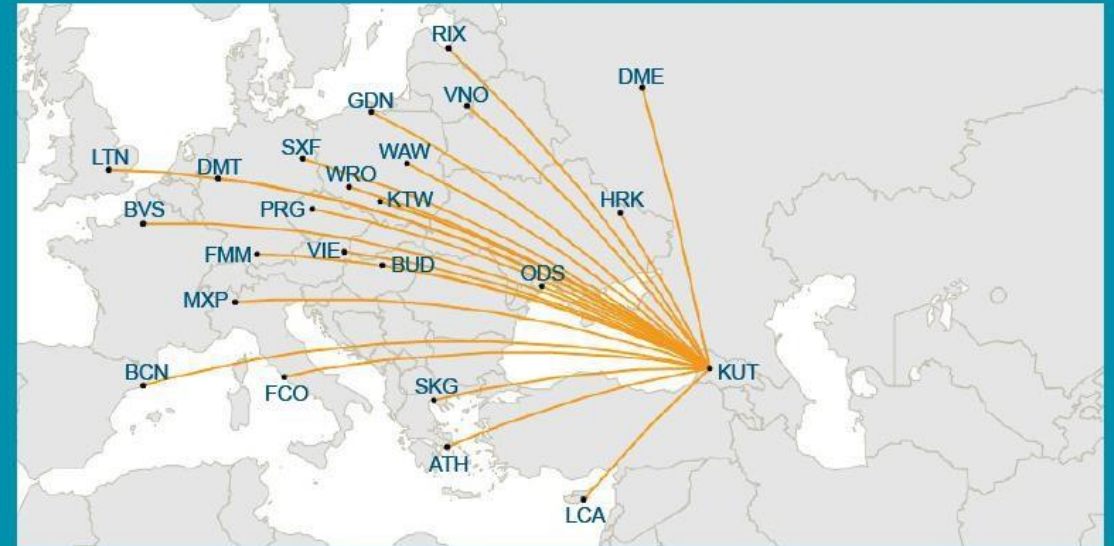 RIX
DME
GDN
VNO
SXF
WAW
LTN
DMT
WRO
KTW
HRK
BVS
PRG
FMM
VIE
BUD
ODS
MXP
BCN
KUT
FCO
SKG
ATH
LCA